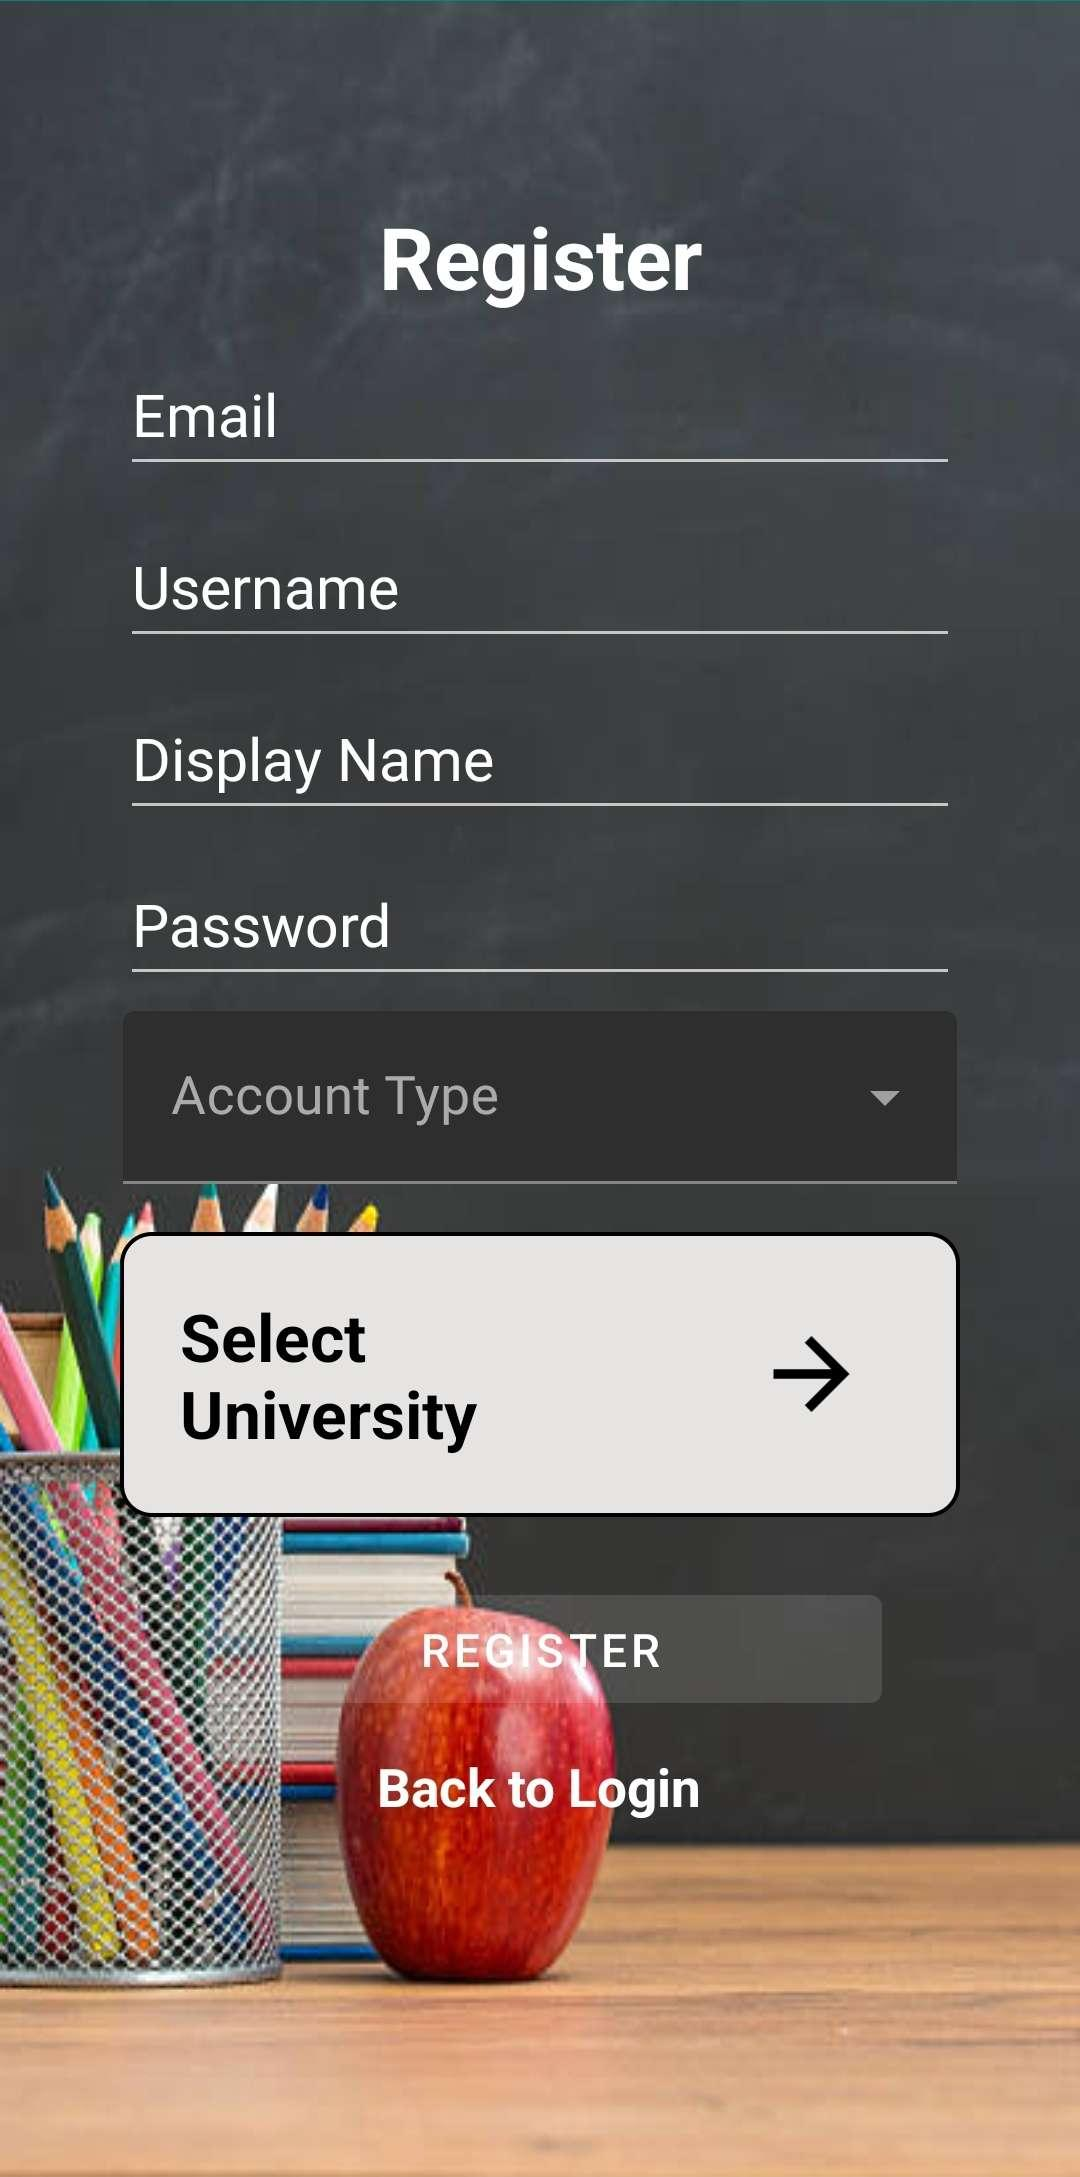 Register
Email
Username
Display Name
Password
Account Type
Select
University
REGISTER
Back to Login